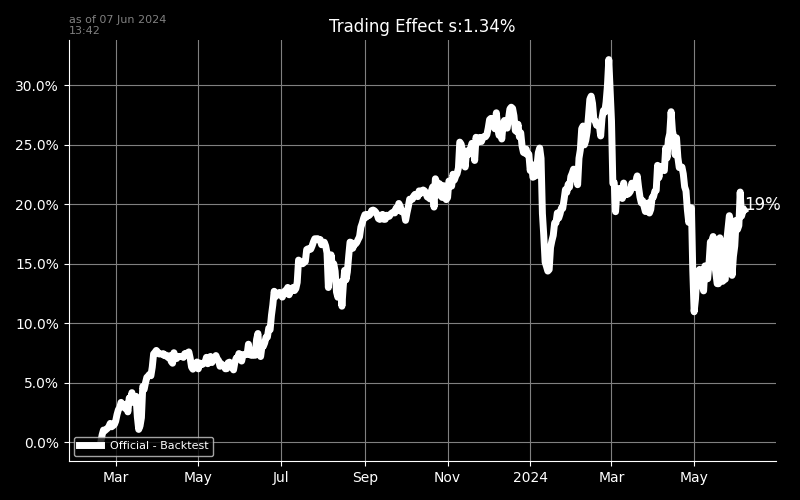 as of 07 Jun 2024
13:42
Trading Effect s:1.34%
30.0%
25.0%
20.0%
15.0%
10.0%
5.0%
0.0%
19%
Official - Backtest
Mar May Jul Sep Nov 2024 Mar May